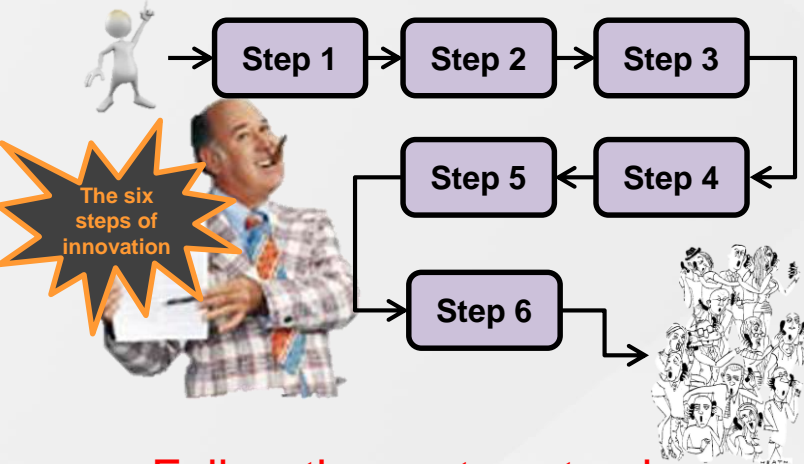 Step 1
Step 2
Step 3
The six
steps of
innovation
Step 5
Step 4
Step 6